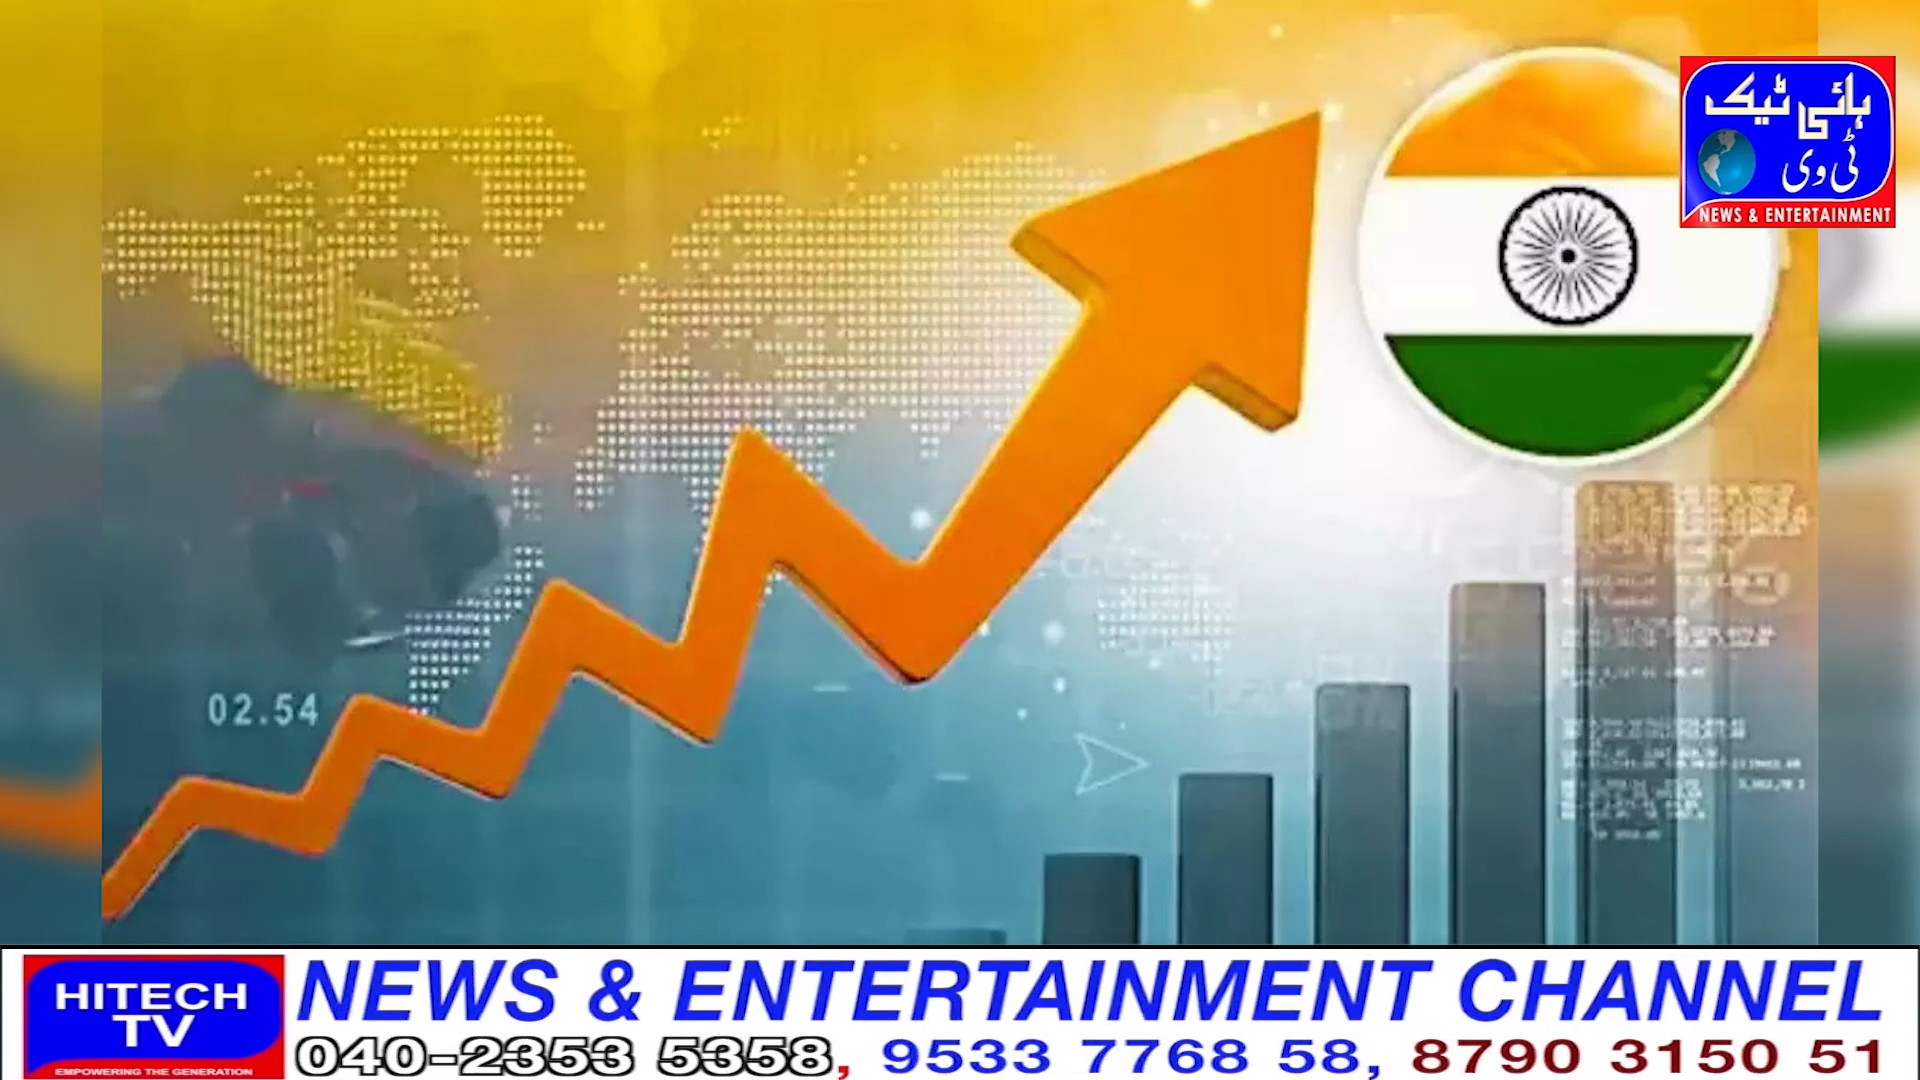 ہائی ٹیک
ٹی وی
NEWS & ENTERTAINMENT
02.54
HITECH
TV
EMPOWERING THE GENERATION
NEWS & ENTERTAINMENT CHANNEL
040-2353 5358, 9533 7768 58, 8790 3150 51